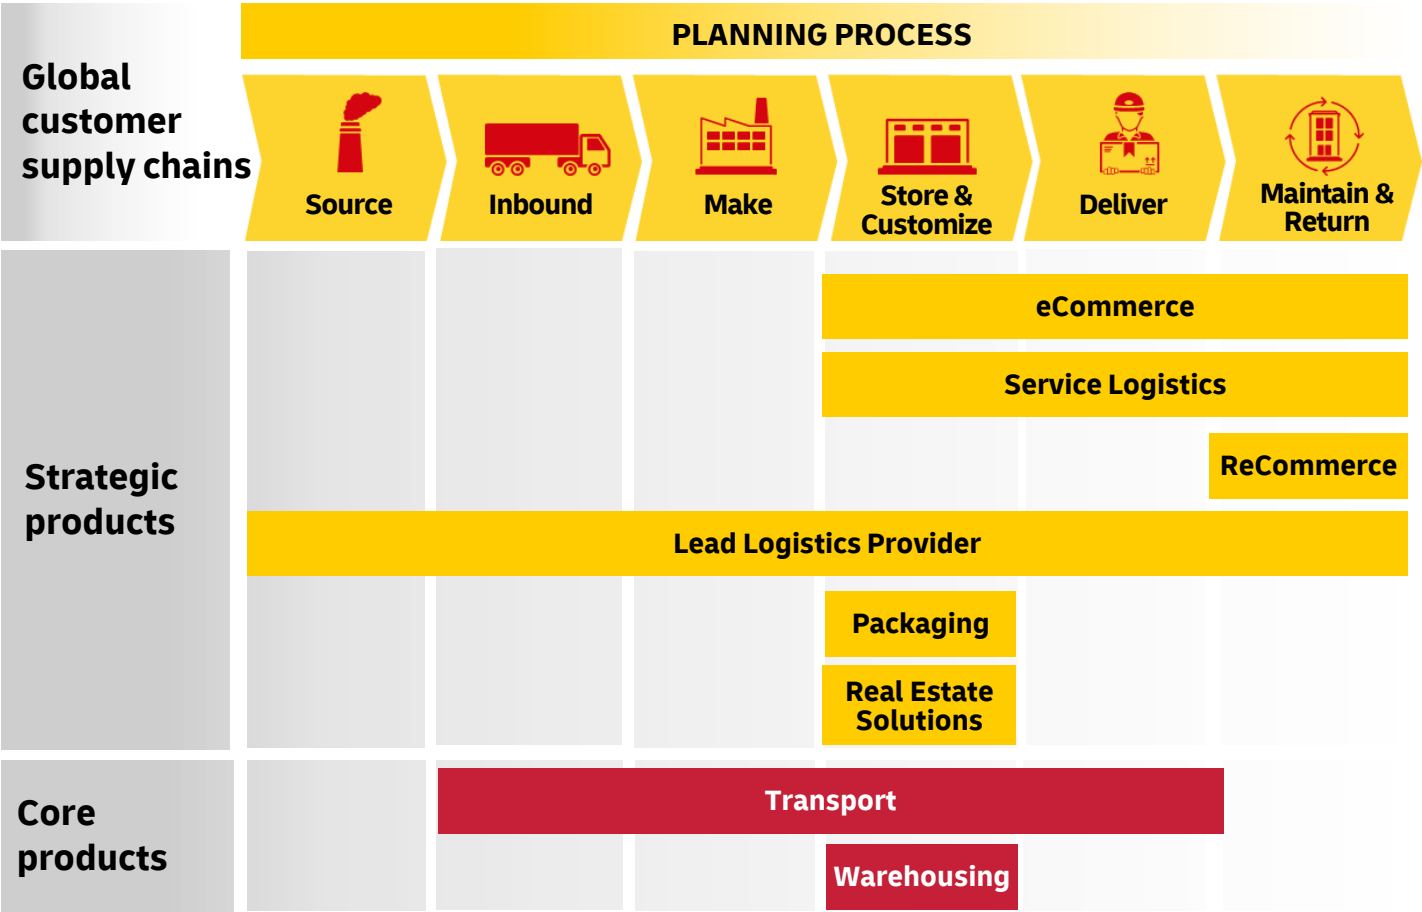 PLANNING PROCESS
Global
customer
supply chains
Source
Inbound
Make
Store &
Customize
Deliver
Maintain &
Return
Strategic
products
eCommerce
Service Logistics
ReCommerce
Lead Logistics Provider
Packaging
Real Estate
Solutions
Core
products
Transport
Warehousing